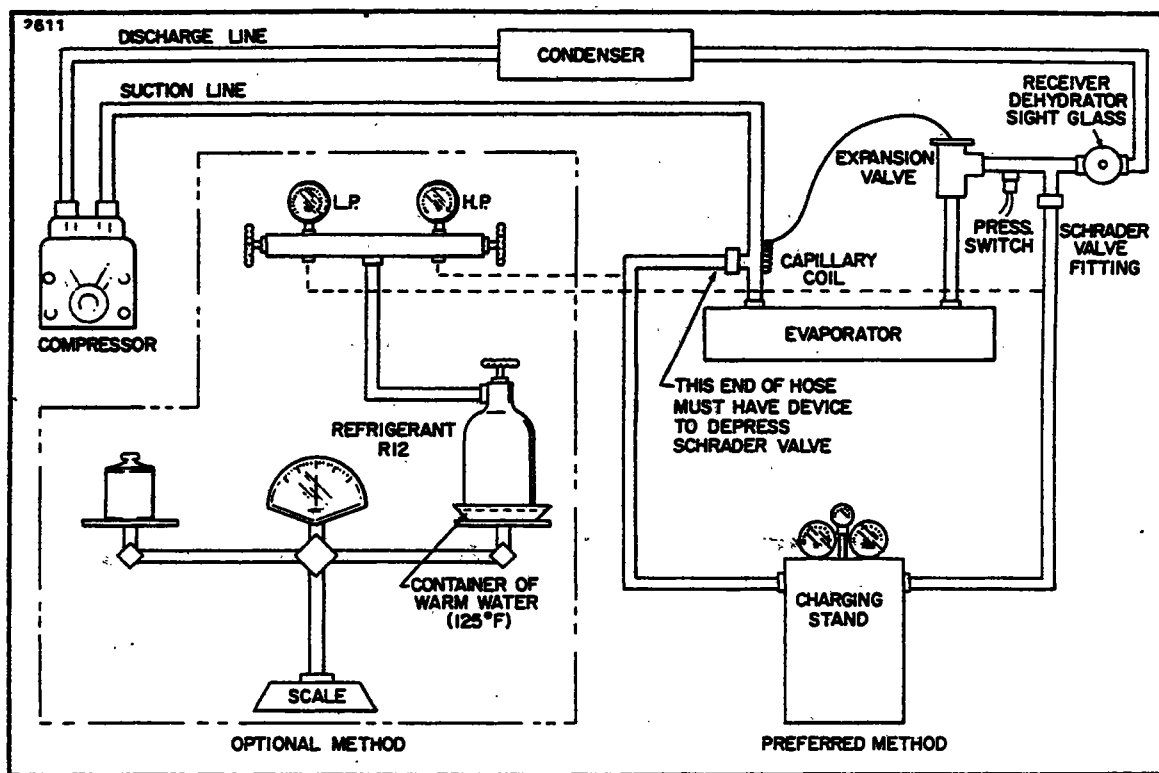 2611
DISCHARGE LINE
CONDENSER
SUCTION LINE
RECEIVER
DEHYDRATOR
SIGHT GLASS
EXPANSION
VALVE
L.P.
H.P.
PRESS.
SWITCH
SCHRADER
VALVE
FITTING
CAPILLARY
COIL
COMPRESSOR
EVAPORATOR
THIS END OF HOSE
MUST HAVE DEVICE
TO DEPRESS
SCHRADER VALVE
REFRIGERANT
R12
CONTAINER OF
WARM WATER
(125°F)
CHARGING
STAND
SCALE
OPTIONAL METHOD
PREFERRED METHOD